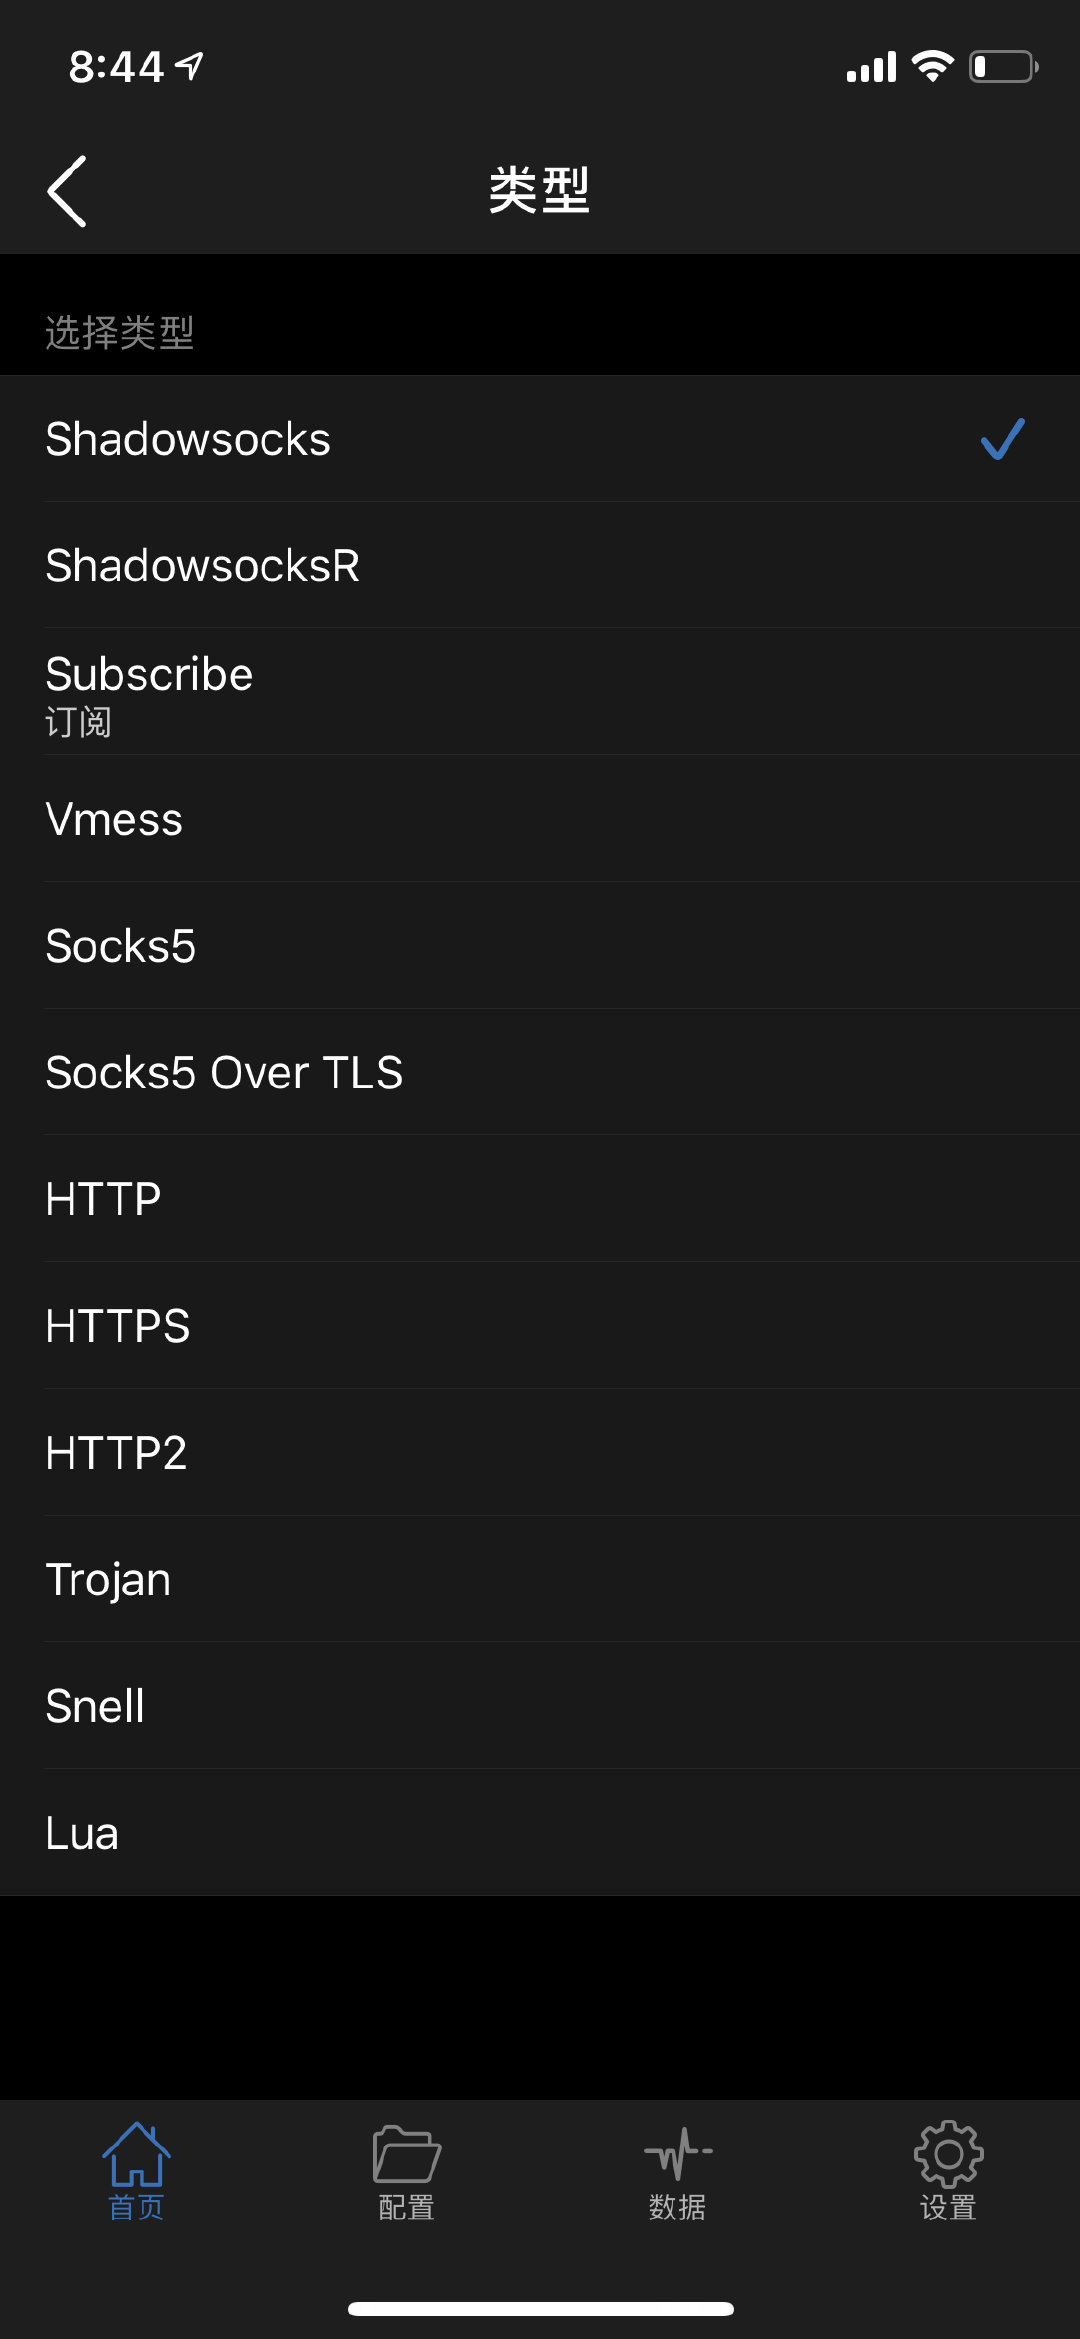 8:44
类型
选择类型
Shadowsocks
ShadowsocksR
Subscribe
订阅
Vmess
Socks5
Socks5 Over TLS
HTTP
HTTPS
HTTP2
Trojan
Snell
Lua
首页 配置 数据 设置